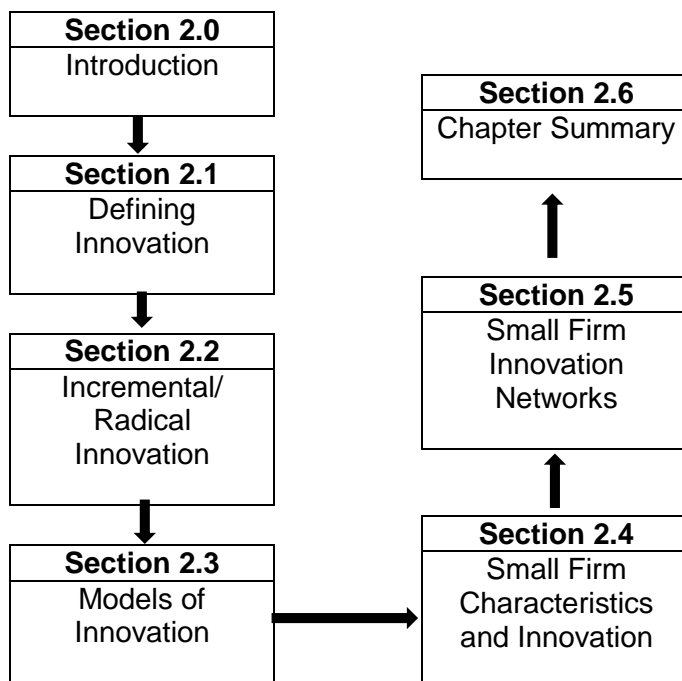 Section 2.0
Introduction
Section 2.1
Defining
Innovation
Section 2.2
Incremental/
Radical
Innovation
Section 2.3
Models of
Innovation
Section 2.4
Small Firm
Characteristics
and Innovation
Section 2.5
Small Firm
Innovation
Networks
Section 2.6
Chapter Summary